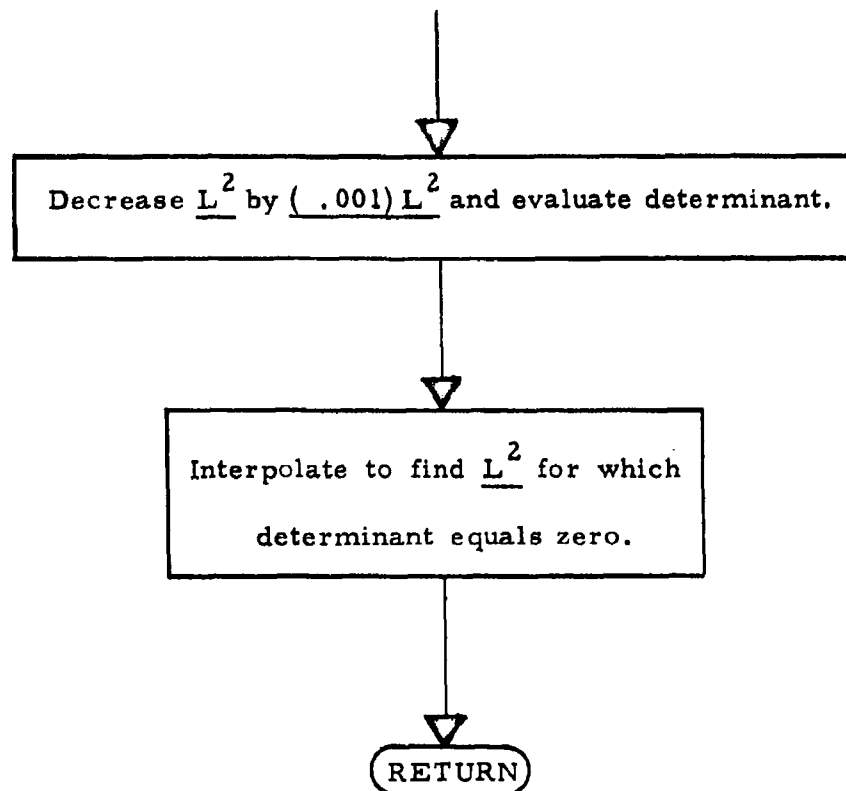 Decrease L² by ( .001) L² and evaluate determinant.
Interpolate to find L² for which
determinant equals zero.
RETURN